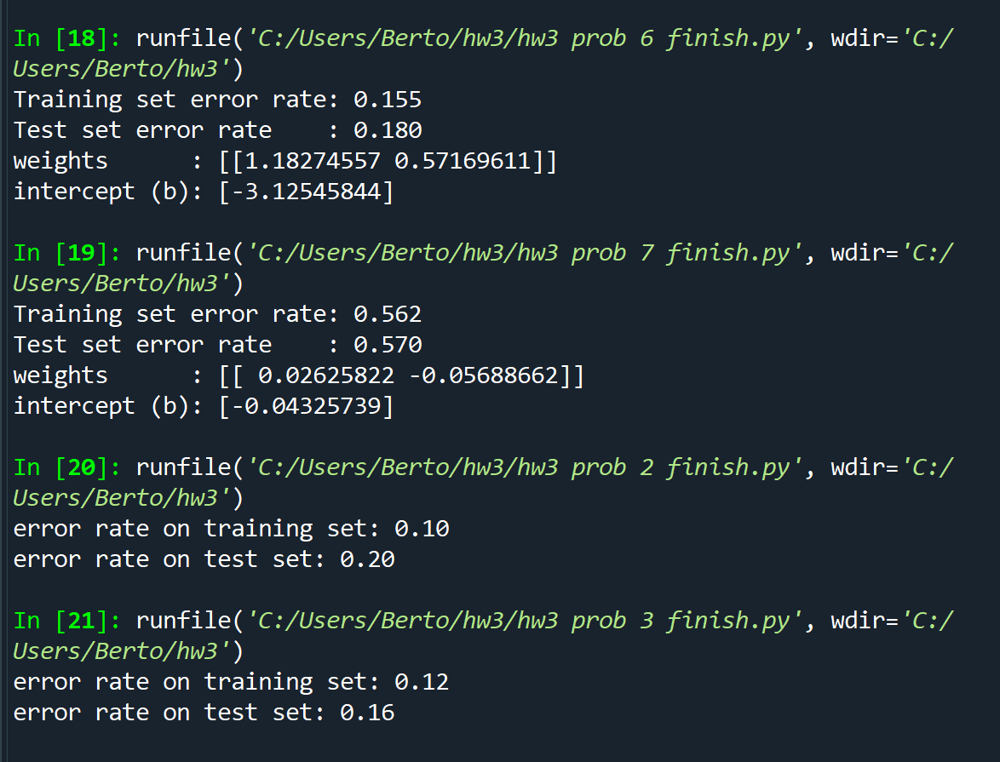 In [18]: runfile('C:/Users/Berto/hw3/hw3 prob 6 finish.py', wdir='C:/
Users/Berto/hw3')
Training set error rate: 0.155
Test set error rate    : 0.180
weights      : [[1.18274557 0.57169611]]
intercept (b): [-3.12545844]
In [19]: runfile('C:/Users/Berto/hw3/hw3 prob 7 finish.py', wdir='C:/
Users/Berto/hw3')
Training set error rate: 0.562
Test set error rate    : 0.570
weights      : [[ 0.02625822 -0.05688662]]
intercept (b): [-0.04325739]
In [20]: runfile('C:/Users/Berto/hw3/hw3 prob 2 finish.py', wdir='C:/
Users/Berto/hw3')
error rate on training set: 0.10
error rate on test set: 0.20
In [21]: runfile('C:/Users/Berto/hw3/hw3 prob 3 finish.py', wdir='C:/
Users/Berto/hw3')
error rate on training set: 0.12
error rate on test set: 0.16